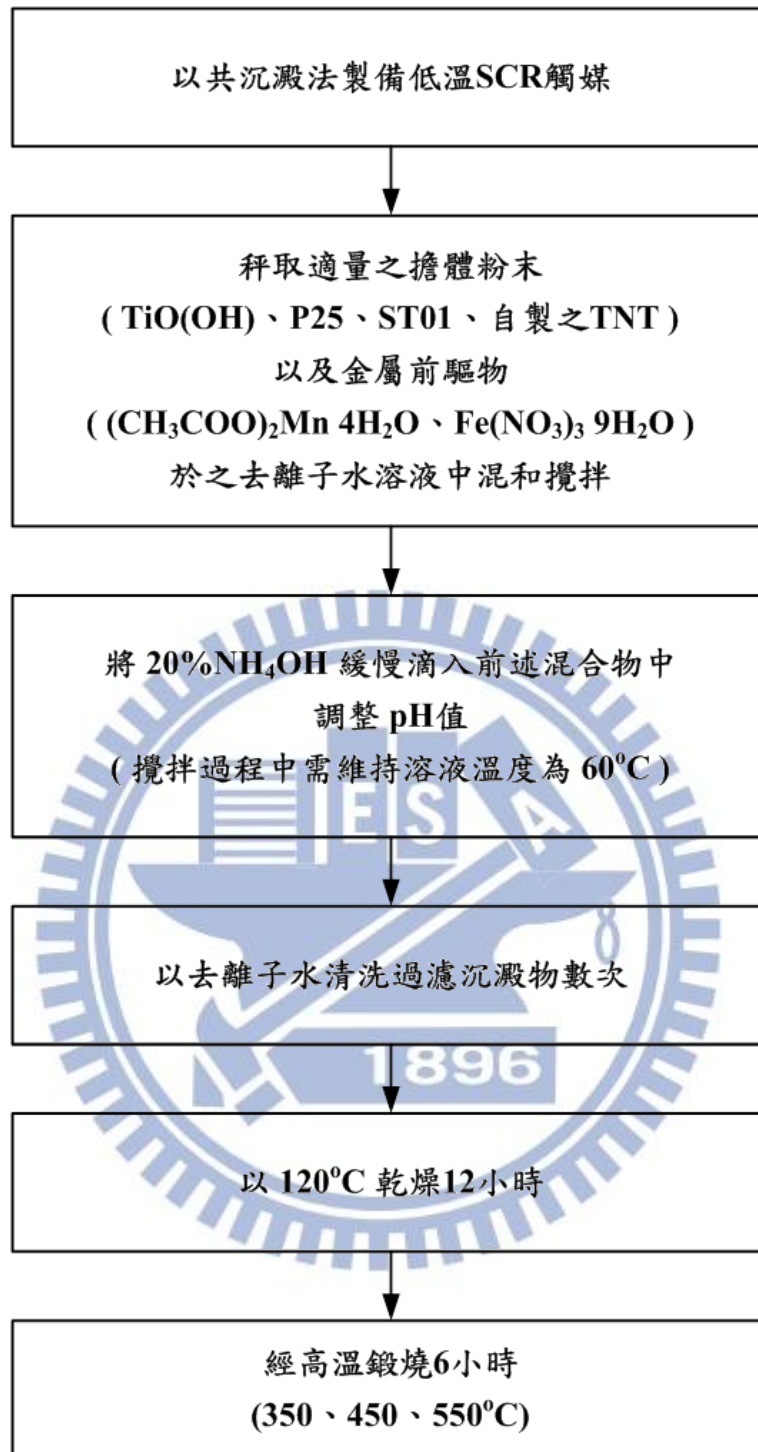 以共沉澱法製備低溫SCR觸媒
秤取適量之擔體粉末
( TiO(OH)、P25、ST01、自製之TNT )
以及金屬前驅物
( (CH₃COO)₂Mn 4H₂O、Fe(NO₃)₃ 9H₂O )
於之去離子水溶液中混和攪拌
將 20%NH₄OH 緩慢滴入前述混合物中
調整 pH值
( 攪拌過程中需維持溶液溫度為 60°C )
ESA
以去離子水清洗過濾沉澱物數次
1896
以 120°C 乾燥12小時
經高溫鍛燒6小時
(350、450、550°C)